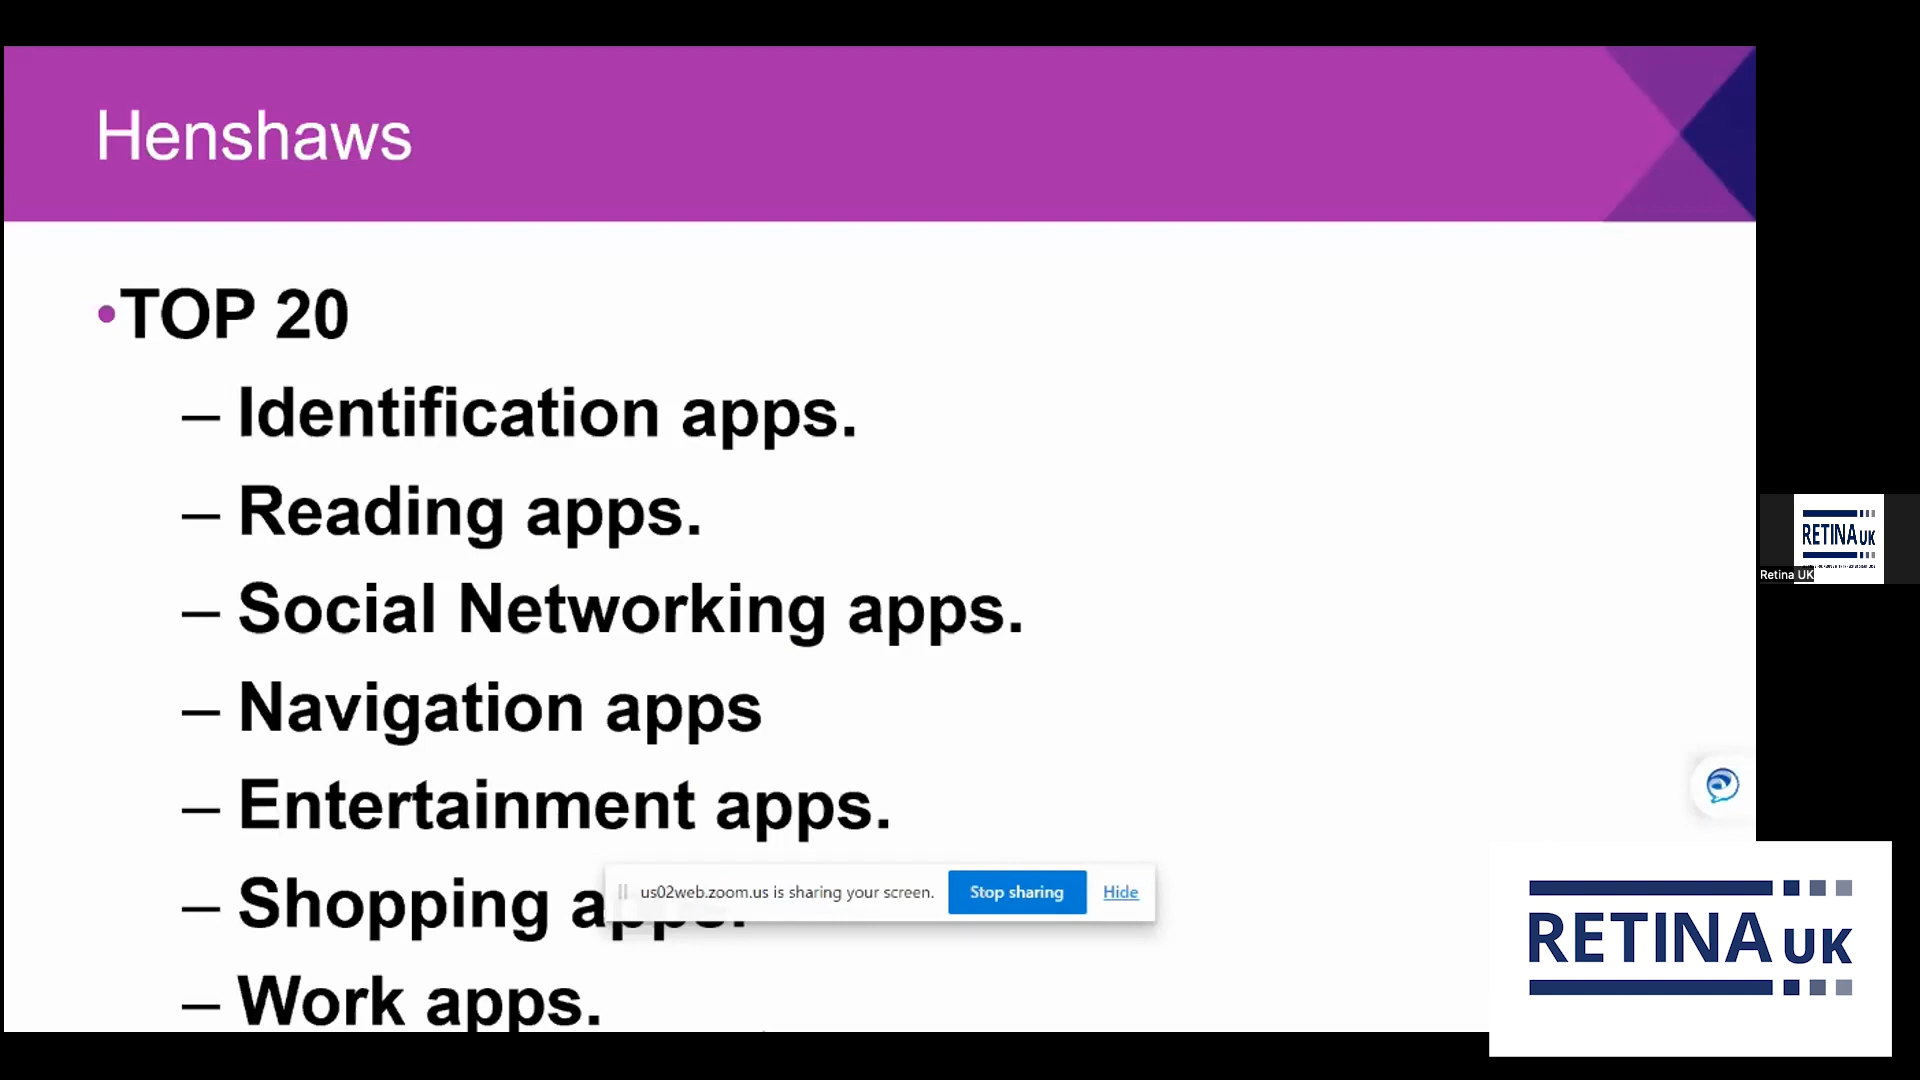 Henshaws
•TOP 20
– Identification apps.
– Reading apps.
– Social Networking apps.
– Navigation apps
– Entertainment apps.
– Shopping apps.
us02web.zoom.us is sharing your screen. Stop sharing Hide
– Work apps.
RETINA UK
Retina UK
RETINA UK